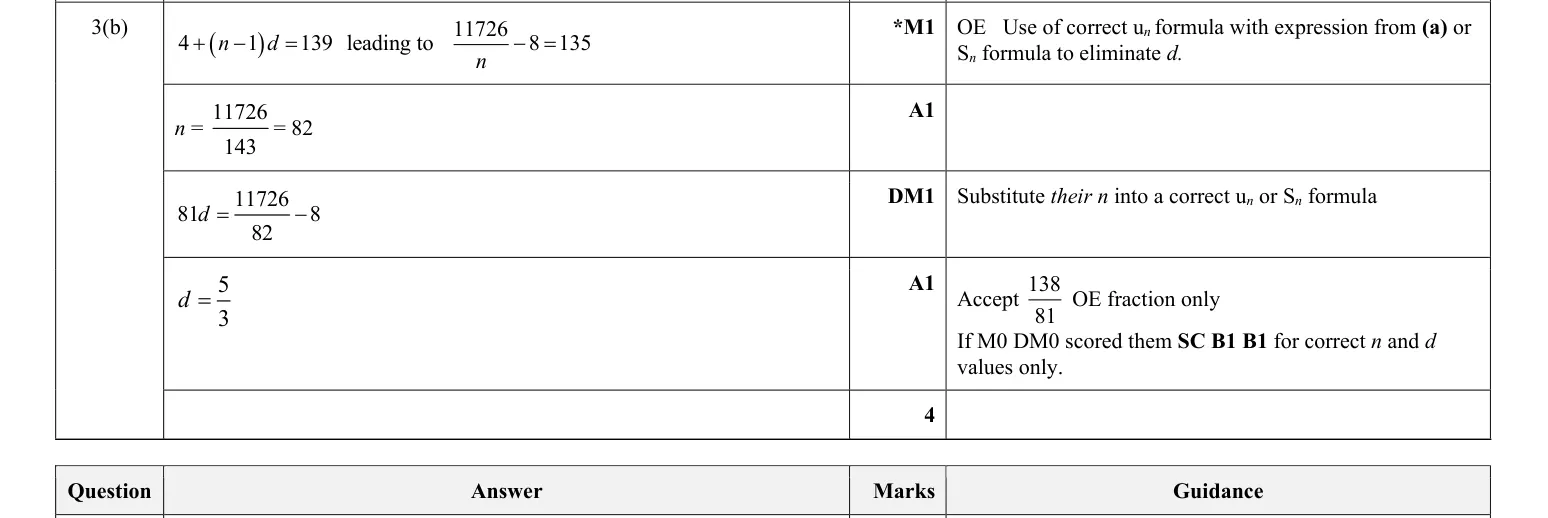 3(b)
4 + (n − 1)d = 139 leading to 11726/n − 8 = 135
*M1
OE Use of correct uₙ formula with expression from (a) or
Sₙ formula to eliminate d.
n = 11726/143 = 82
A1
81d = 11726/82 − 8
DM1
Substitute their n into a correct uₙ or Sₙ formula
d = 5/3
A1
Accept 138/81 OE fraction only
If M0 DM0 scored them SC B1 B1 for correct n and d
values only.
4
Question Answer Marks Guidance